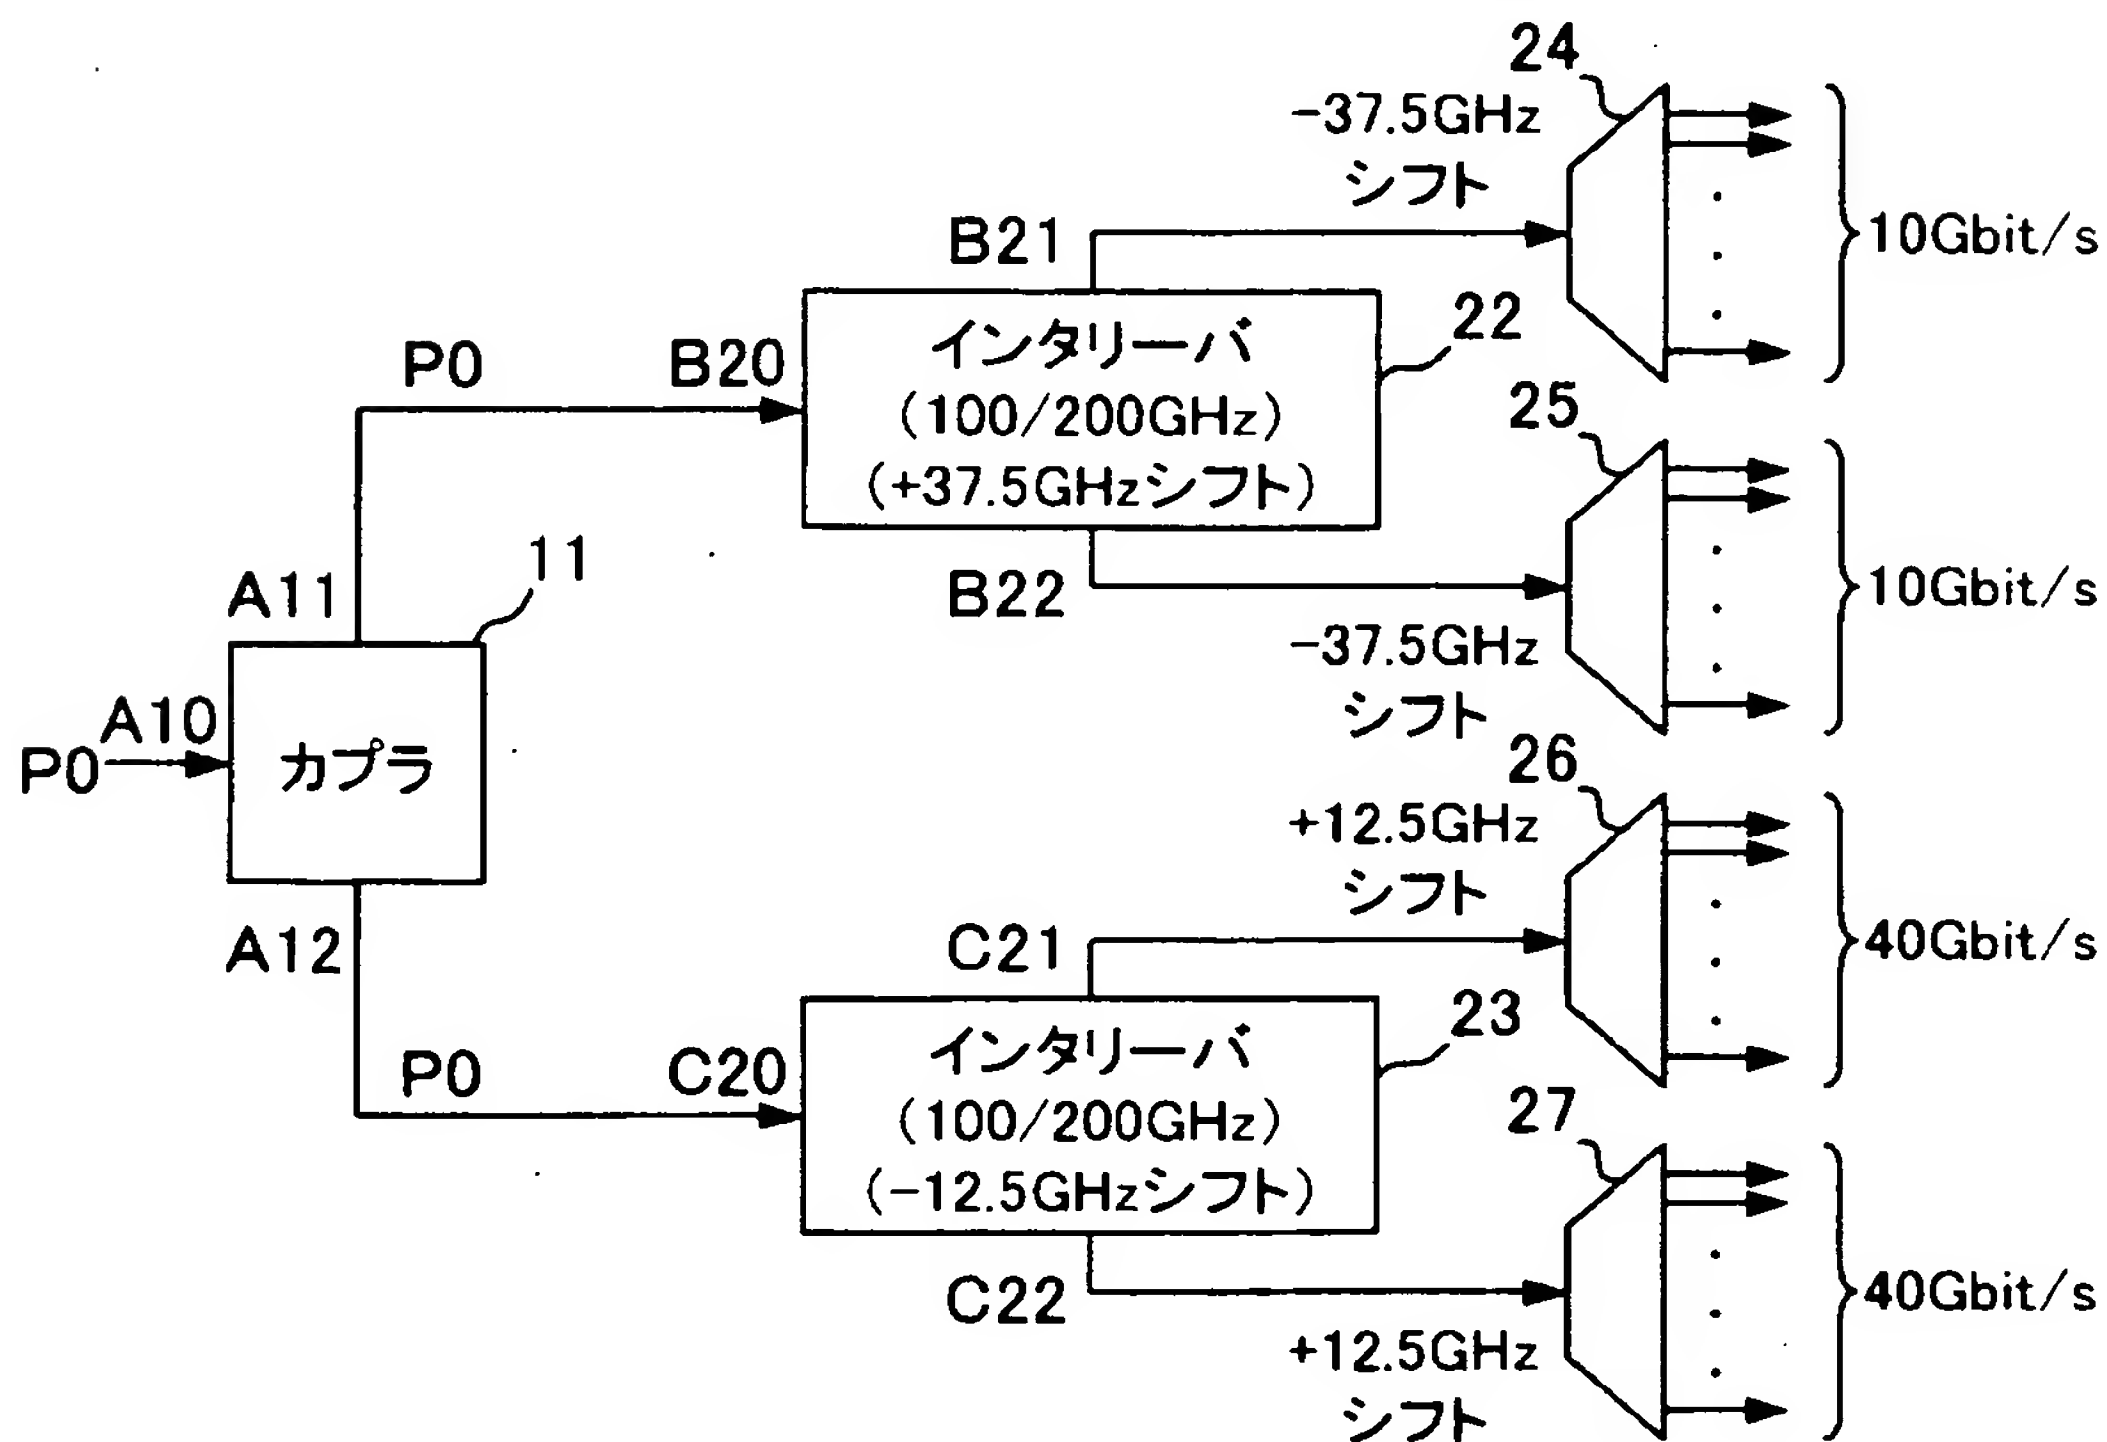 24
-37.5GHz
シフト
B21
10Gbit/s
22
インタリーバ
(100/200GHz)
(+37.5GHzシフト)
P0
B20
25
A11
11
B22
10Gbit/s
-37.5GHz
シフト
A10
P0
カプラ
26
+12.5GHz
シフト
A12
C21
40Gbit/s
23
インタリーバ
(100/200GHz)
(-12.5GHzシフト)
P0
C20
27
C22
40Gbit/s
+12.5GHz
シフト